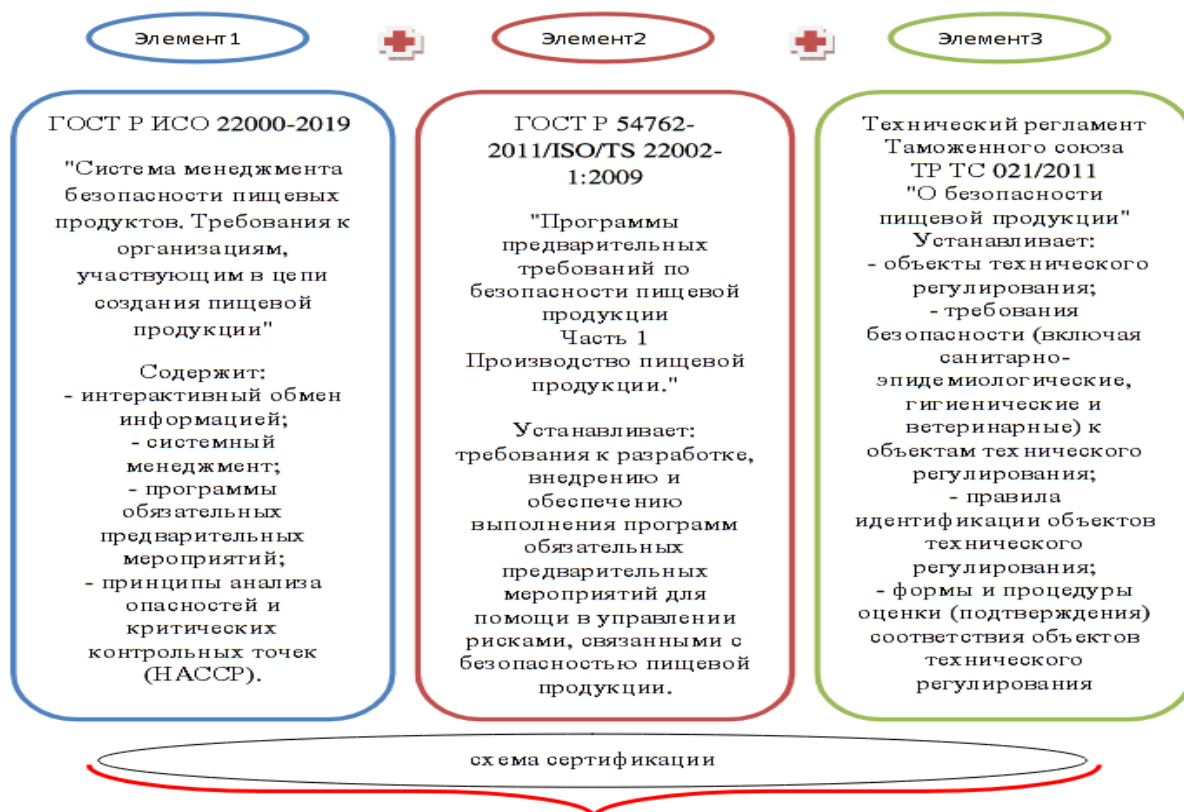 Элемент1
Элемент2
Элемент3
ГОСТ Р ИСО 22000-2019
"Система менеджмента
безопасности пищевых
продуктов. Требования к
организациям,
участвующим в цепи
создания пищевой
продукции"
Содержит:
- интерактивный обмен
информацией;
- системный
менеджмент;
- программы
обязательных
предварительных
мероприятий;
- принципы анализа
опасностей и
критических
контрольных точек
(НАССР).
ГОСТ Р 54762-
2011/ISO/TS 22002-
1:2009
"Программы
предварительных
требований по
безопасности пищевой
продукции
Часть 1
Производство пищевой
продукции."
Устанавливает:
требования к разработке,
внедрению и
обеспечению
выполнения программ
обязательных
предварительных
мероприятий для
помощи в управлении
рисками, связанными с
безопасностью пищевой
продукции.
Технический регламент
Таможенного союза
ТР ТС 021/2011
"О безопасности
пищевой продукции"
Устанавливает:
- объекты технического
регулирования;
- требования
безопасности (включая
санитарно-
эпидемиологические,
гигиенические и
ветеринарные) к
объектам технического
регулирования;
- правила
идентификации объектов
технического
регулирования;
- формы и процедуры
оценки (подтверждения)
соответствия объектов
технического
регулирования
схема сертификации